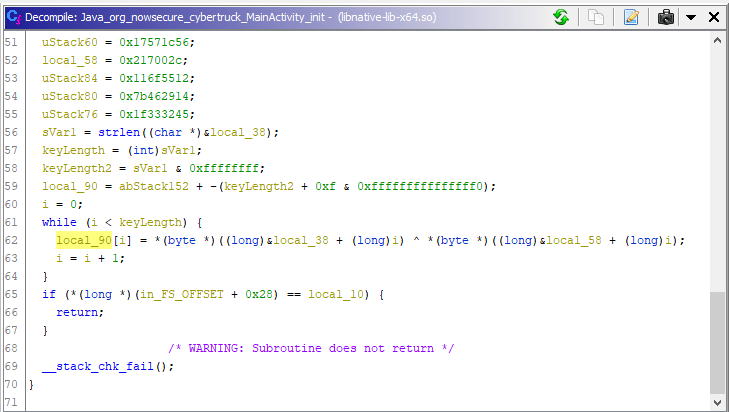 Decompile: Java_org_nowsecure_cybertruck_MainActivity_init - (libnative-lib-x64.so)
51 uStack60 = 0x17571c56;
52 local_58 = 0x217002c;
53 uStack84 = 0x116f5512;
54 uStack80 = 0x7b462914;
55 uStack76 = 0x1f333245;
56 sVar1 = strlen((char *)&local_38);
57 keyLength = (int)sVar1;
58 keyLength2 = sVar1 & 0xffffffff;
59 local_90 = abStack152 + -(keyLength2 + 0xf & 0xfffffffffffffff0);
60 i = 0;
61 while (i < keyLength) {
62 local_90[i] = *(byte *)((long)&local_38 + (long)i) ^ *(byte *)((long)&local_58 + (long)i);
63 i = i + 1;
64 }
65 if (*(long *)(in_FS_OFFSET + 0x28) == local_10) {
66 return;
67 }
68 /* WARNING: Subroutine does not return */
69 __stack_chk_fail();
70 }
71